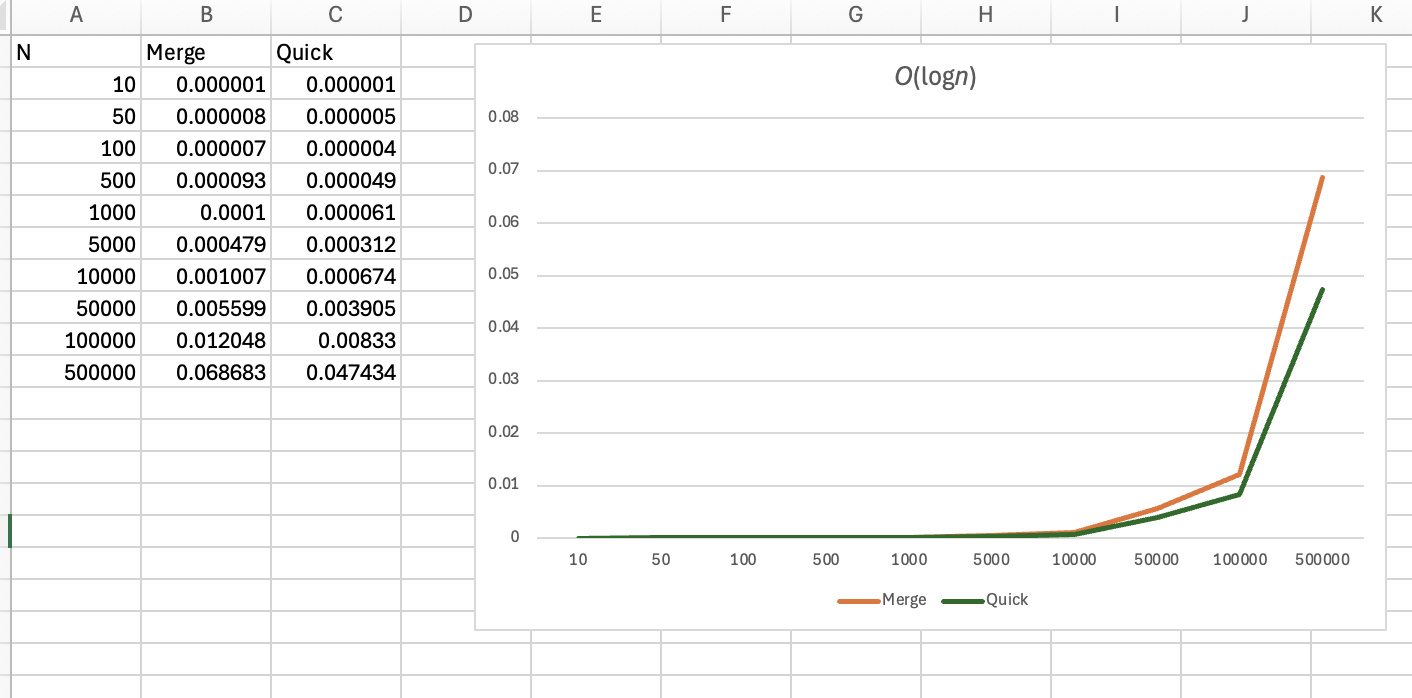 A B C D E F G H I J K
N Merge Quick
10 0.000001 0.000001
50 0.000008 0.000005
100 0.000007 0.000004
500 0.000093 0.000049
1000 0.0001 0.000061
5000 0.000479 0.000312
10000 0.001007 0.000674
50000 0.005599 0.003905
100000 0.012048 0.00833
500000 0.068683 0.047434
O(logn)
0.08
0.07
0.06
0.05
0.04
0.03
0.02
0.01
0
10 50 100 500 1000 5000 10000 50000 100000 500000
Merge Quick